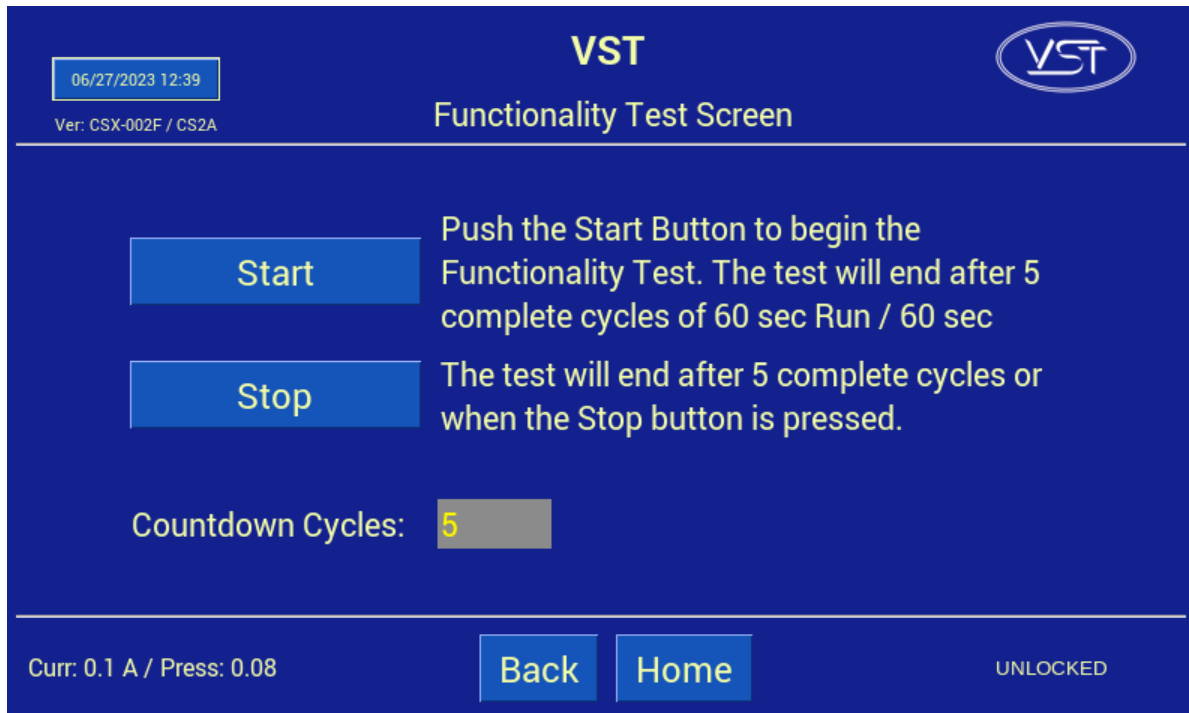 VST
VST
06/27/2023 12:39
Ver: CSX-002F / CS2A
Functionality Test Screen
Start
Push the Start Button to begin the
Functionality Test. The test will end after 5
complete cycles of 60 sec Run / 60 sec
Stop
The test will end after 5 complete cycles or
when the Stop button is pressed.
Countdown Cycles: 5
Curr: 0.1 A / Press: 0.08
Back
Home
UNLOCKED